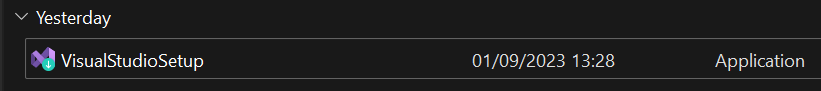 Yesterday
VisualStudioSetup 01/09/2023 13:28 Application